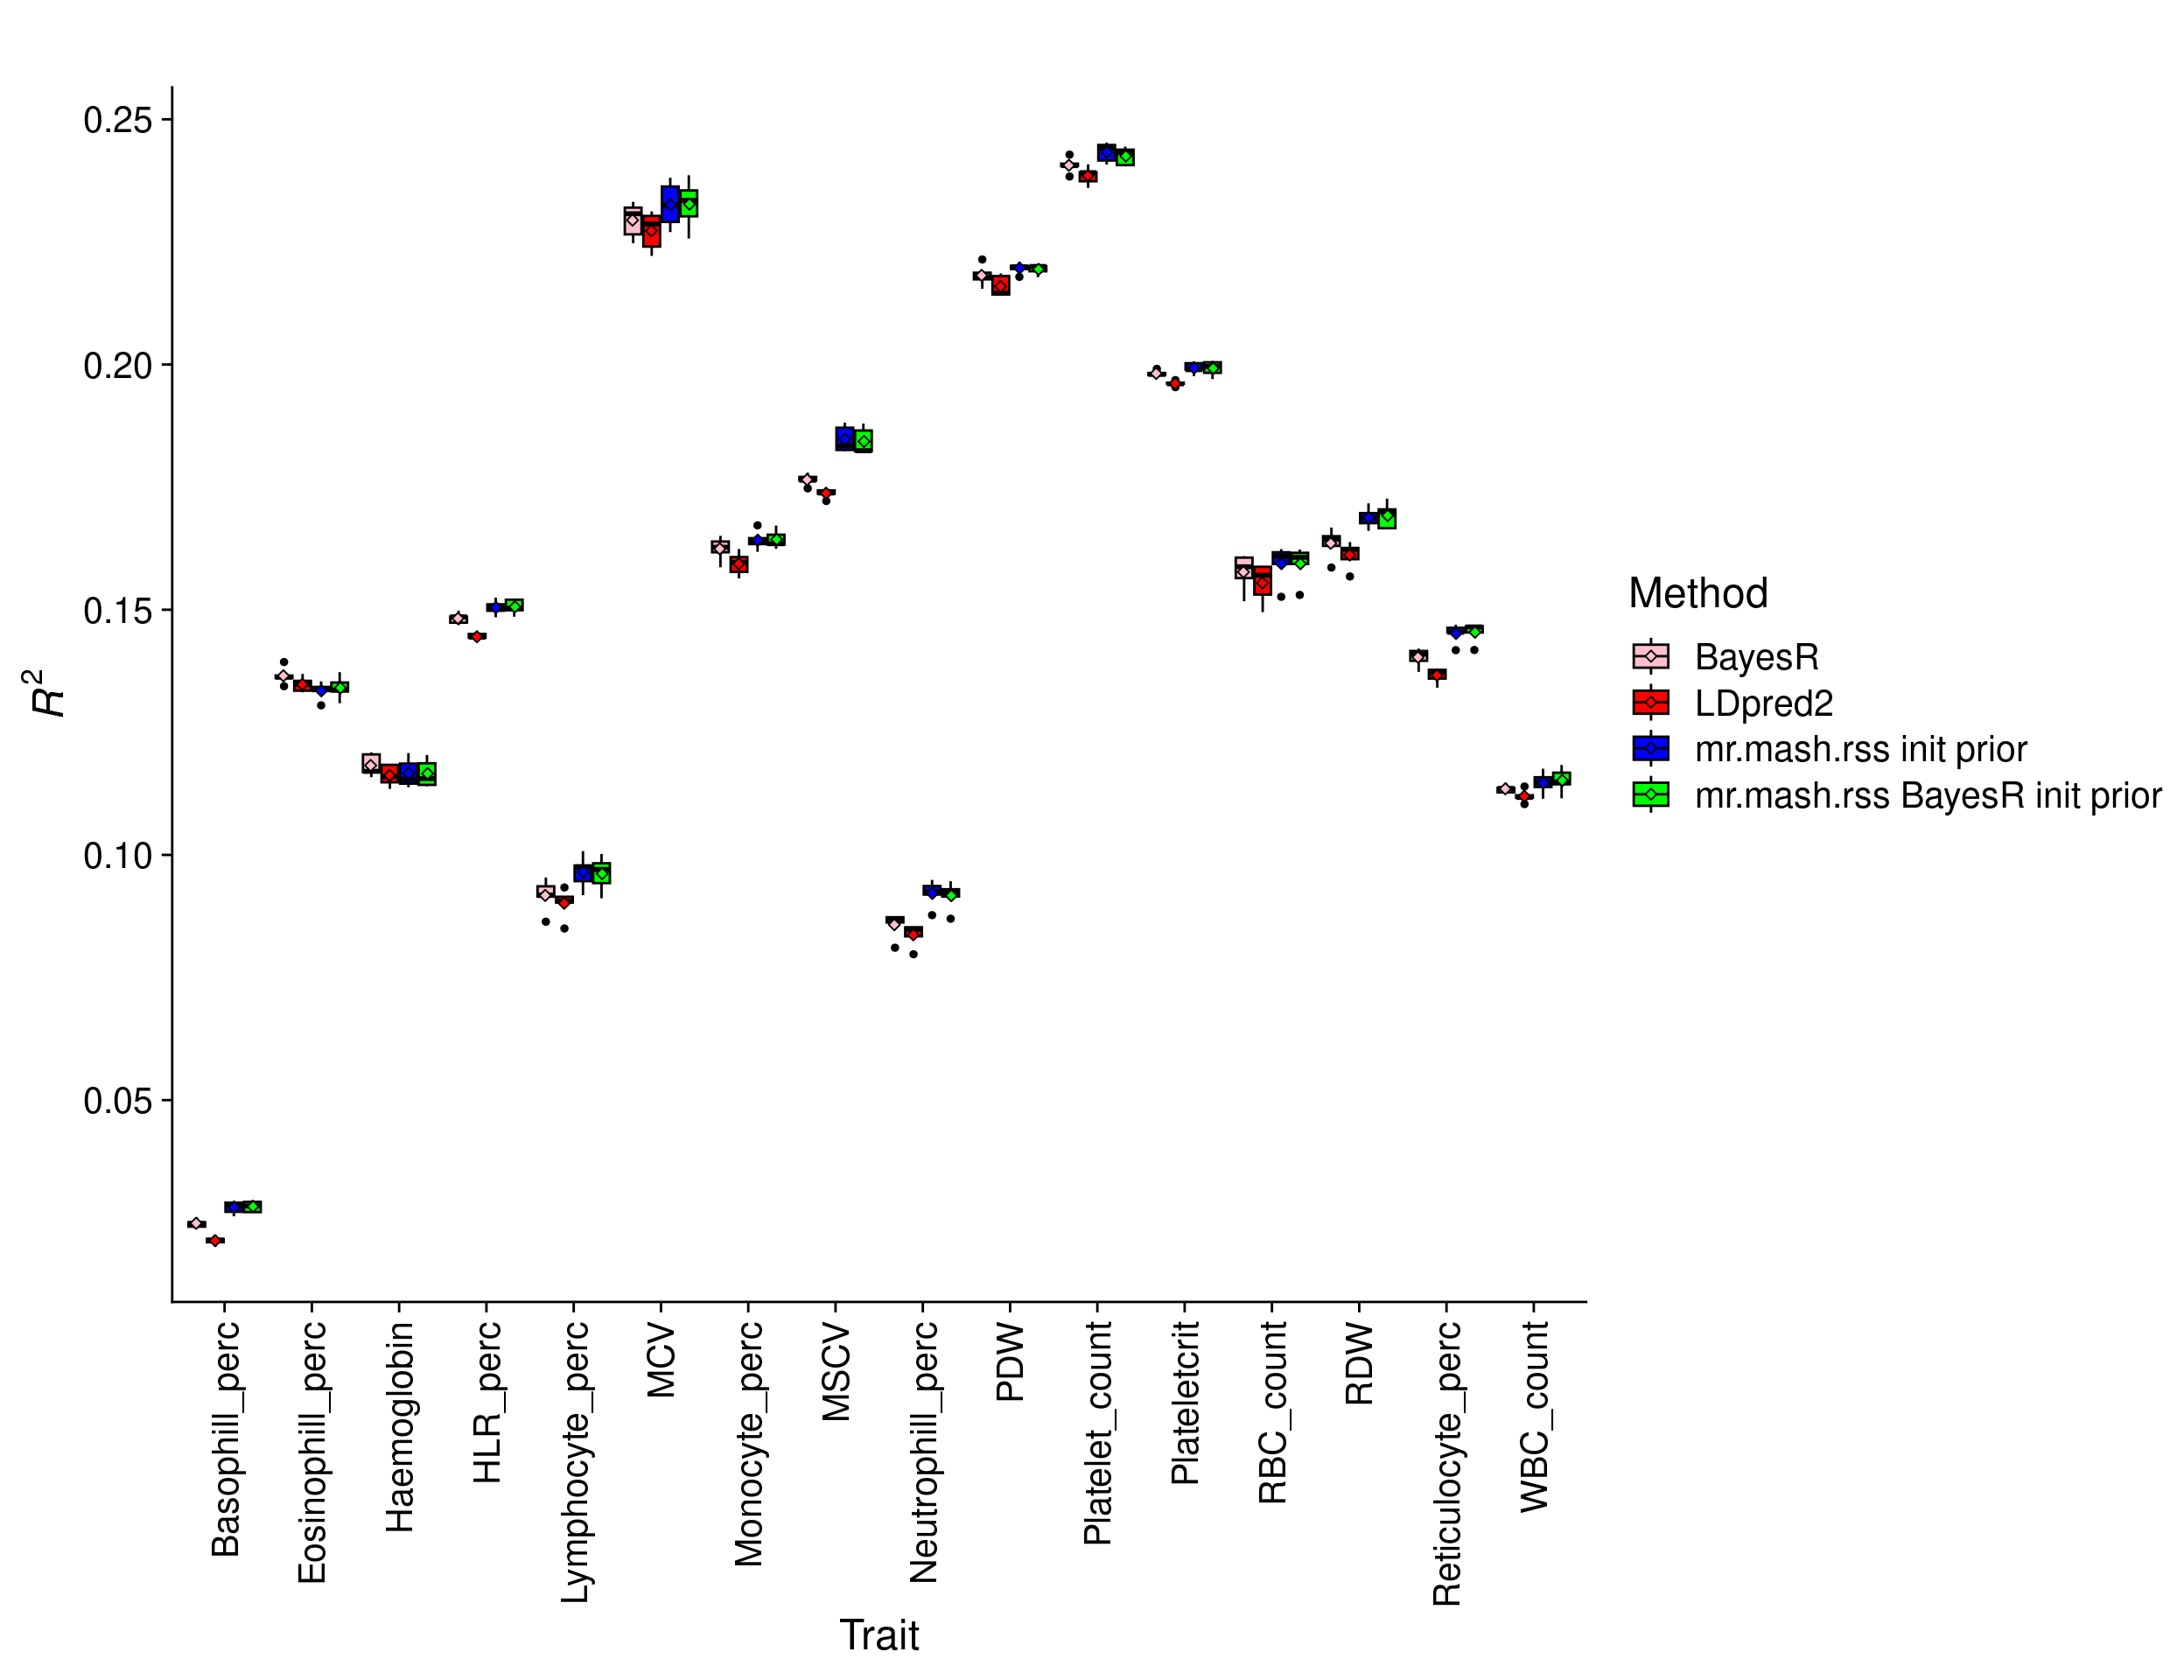 0.25
0.20
0.15
0.10
0.05
R²
Basophill_perc
Eosinophill_perc
Haemoglobin
HLR_perc
Lymphocyte_perc
MCV
Monocyte_perc
MSCV
Neutrophill_perc
PDW
Platelet_count
Plateletcrit
RBC_count
RDW
Reticulocyte_perc
WBC_count
Trait
Method
BayesR
LDpred2
mr.mash.rss init prior
mr.mash.rss BayesR init prior